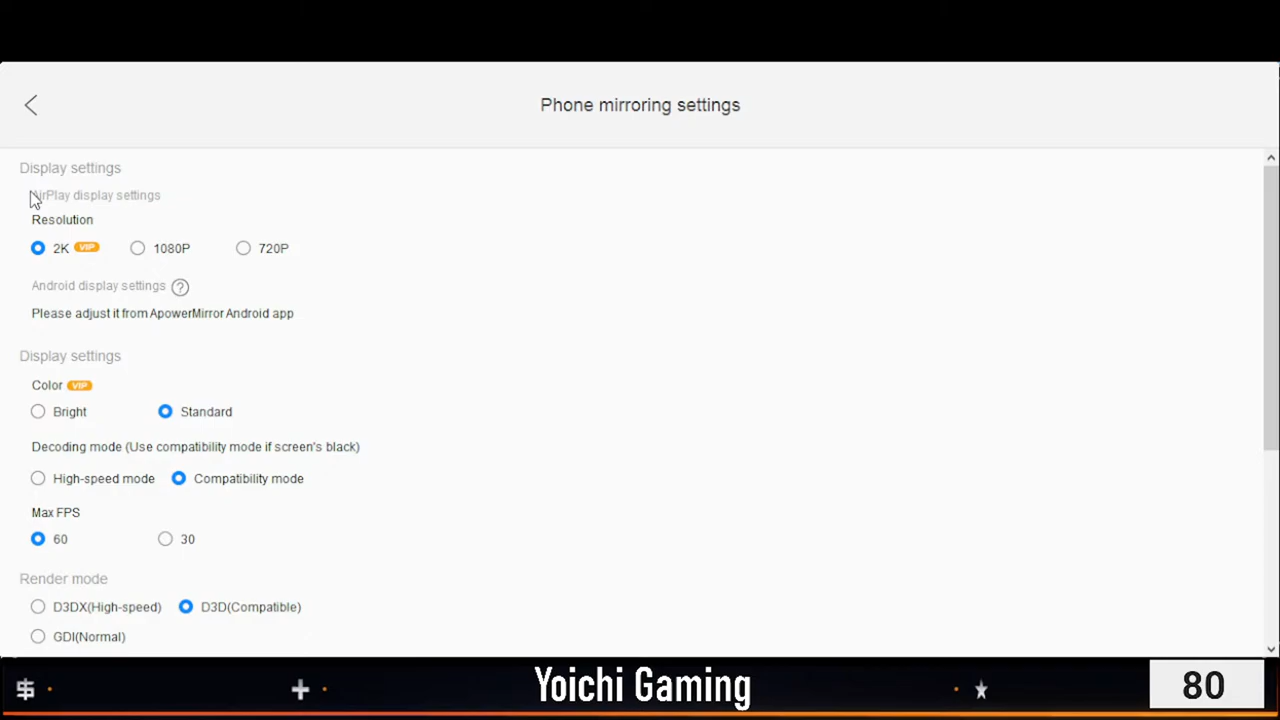 Phone mirroring settings
Display settings
AirPlay display settings
Resolution
2K VIP 1080P 720P
Android display settings ?
Please adjust it from ApowerMirror Android app
Display settings
Color VIP
Bright Standard
Decoding mode (Use compatibility mode if screen's black)
High-speed mode Compatibility mode
Max FPS
60 30
Render mode
D3DX(High-speed) D3D(Compatible)
GDI(Normal)
Yoichi Gaming
80